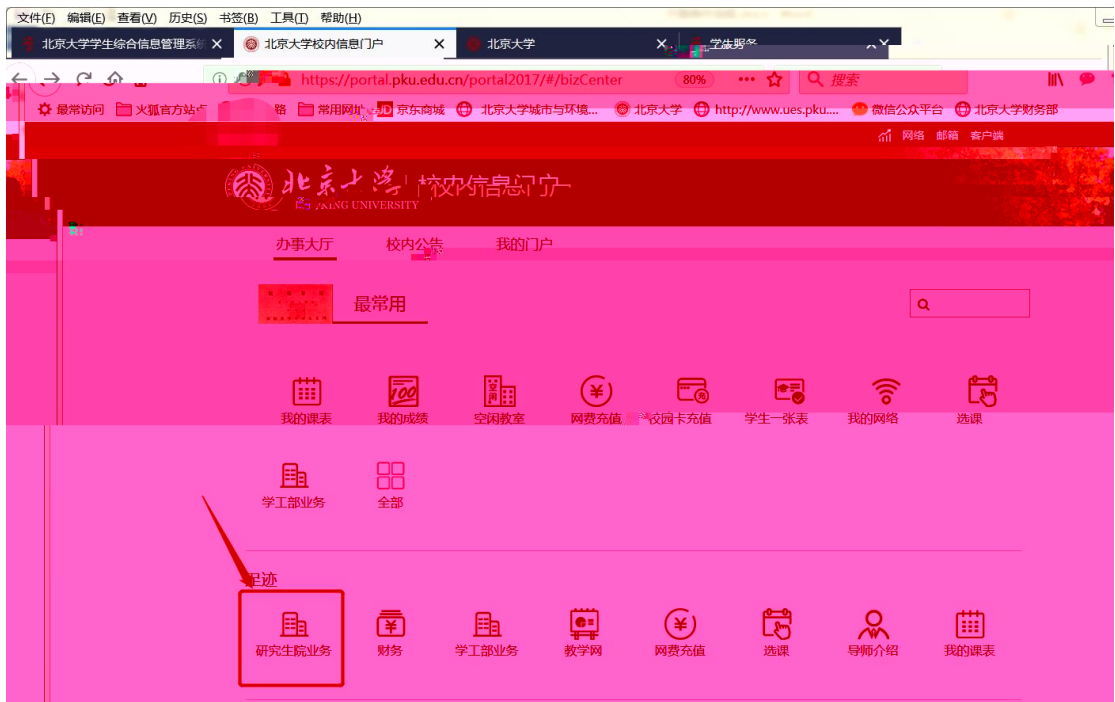 文件(F) 编辑(E) 查看(V) 历史(S) 书签(B) 工具(T) 帮助(H)
北京大学学生综合信息管理系统 北京大学校内信息门户 北京大学
https://portal.pku.edu.cn/portal2017/#/bizCenter 80% 搜索
最常访问 火狐官方站点 常用网址 JD 京东商城 北京大学城市与环境... 北京大学 http://www.ues.pku.... 微信公众平台 北京大学财务部
网络 邮箱 客户端
北京大学 校内信息门户
UNIVERSITY
办事大厅 校内公告 我的门户
最常用
我的课表 我的成绩 空闲教室 网费充值 校园卡充值 学生一张表 我的网络 选课
学工部业务 全部
足迹
研究生院业务 财务 学工部业务 教学网 网费充值 选课 导师介绍 我的课表